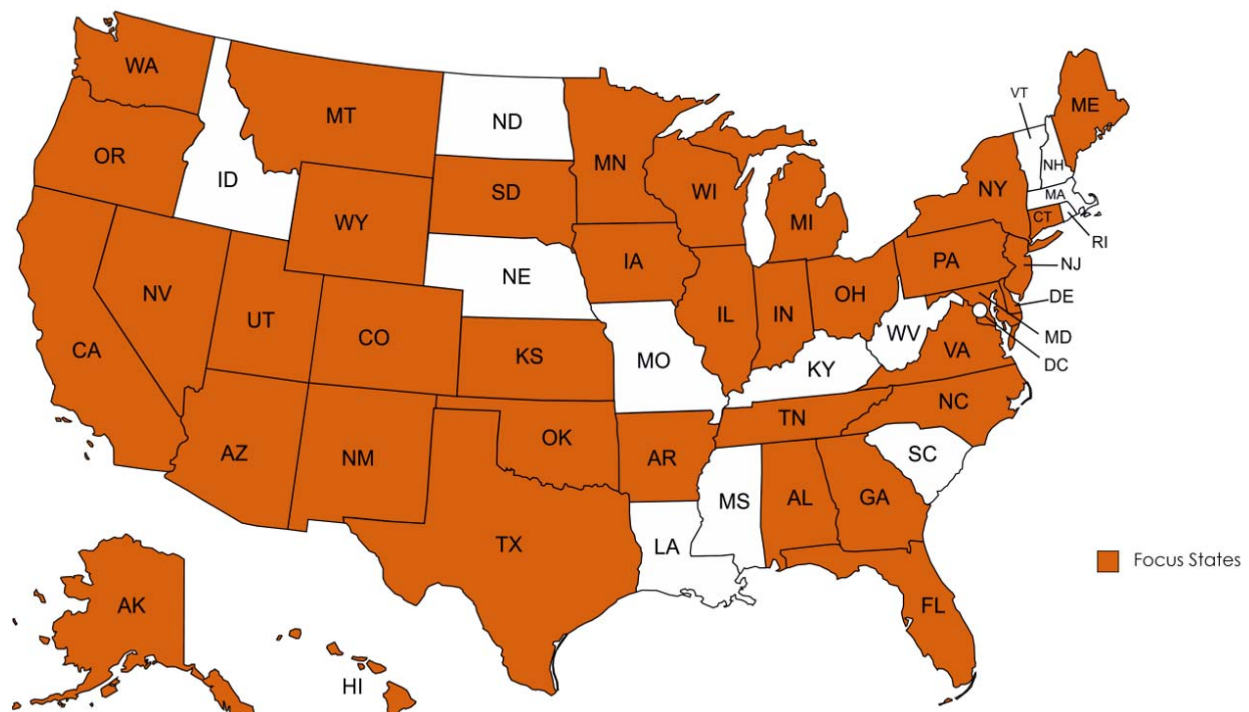 WA
MT
ND
MN
VT
ME
OR
ID
SD
WI
NH
NY
MA
CT
RI
WY
MI
IA
PA
NJ
NE
NV
UT
CO
IL
IN
OH
DE
MD
DC
WV
VA
CA
KS
MO
KY
NC
TN
AZ
NM
OK
AR
SC
MS
AL
GA
TX
LA
Focus States
AK
FL
HI